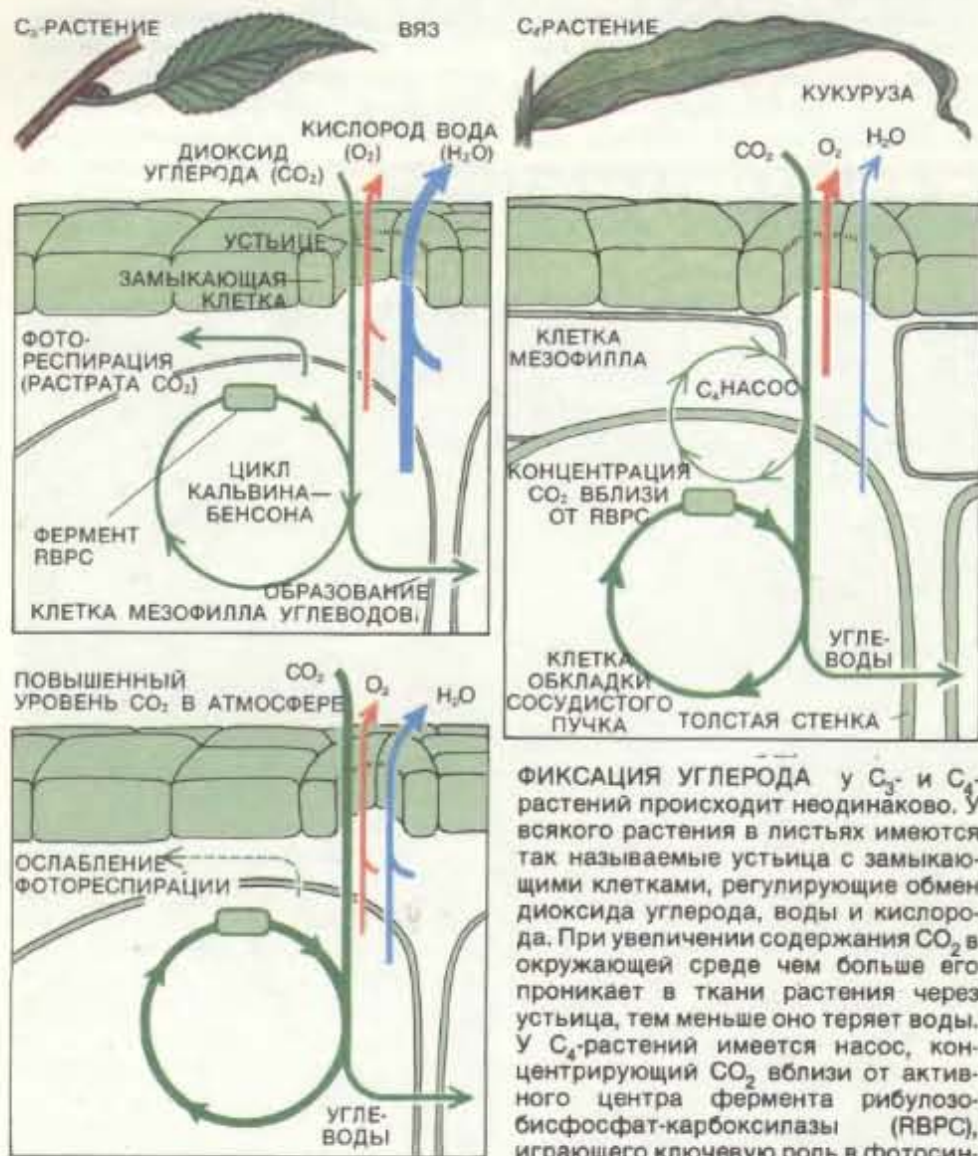 C₃-РАСТЕНИЕ
ВЯЗ
ДИОКСИД
УГЛЕРОДА (CO₂)
КИСЛОРОД ВОДА
(O₂) (H₂O)
УСТЬИЦЕ
ЗАМЫКАЮЩАЯ
КЛЕТКА
ФОТО-
РЕСПИРАЦИЯ
(РАСТРАТА CO₂)
ЦИКЛ
КАЛЬВИНА—
БЕНСОНА
ФЕРМЕНТ
RBPC
ОБРАЗОВАНИЕ
КЛЕТКА МЕЗОФИЛЛА УГЛЕВОДОВ
C₄-РАСТЕНИЕ
КУКУРУЗА
CO₂
O₂
H₂O
КЛЕТКА
МЕЗОФИЛЛА
C₄ НАСОС
КОНЦЕНТРАЦИЯ
CO₂ ВБЛИЗИ
ОТ RBPC
УГЛЕ-
ВОДЫ
КЛЕТКА
ОБКЛАДКИ
СОСУДИСТОГО
ПУЧКА
ТОЛСТАЯ СТЕНКА
ПОВЫШЕННЫЙ
УРОВЕНЬ CO₂ В АТМОСФЕРЕ
CO₂
O₂
H₂O
ОСЛАБЛЕНИЕ
ФОТОРЕСПИРАЦИИ
УГЛЕ-
ВОДЫ
ФИКСАЦИЯ УГЛЕРОДА у C₃- и C₄-
растений происходит неодинаково. У
всякого растения в листьях имеются
так называемые устьица с замыкаю-
щими клетками, регулирующие обмен
диоксида углерода, воды и кислоро-
да. При увеличении содержания CO₂ в
окружающей среде чем больше его
проникает в ткани растения через
устьица, тем меньше оно теряет воды.
У C₄-растений имеется насос, кон-
центрирующий CO₂ вблизи от актив-
ного центра фермента рибулозо-
бисфосфат-карбоксилазы (RBPC),
играющего ключевую роль в фотосин-